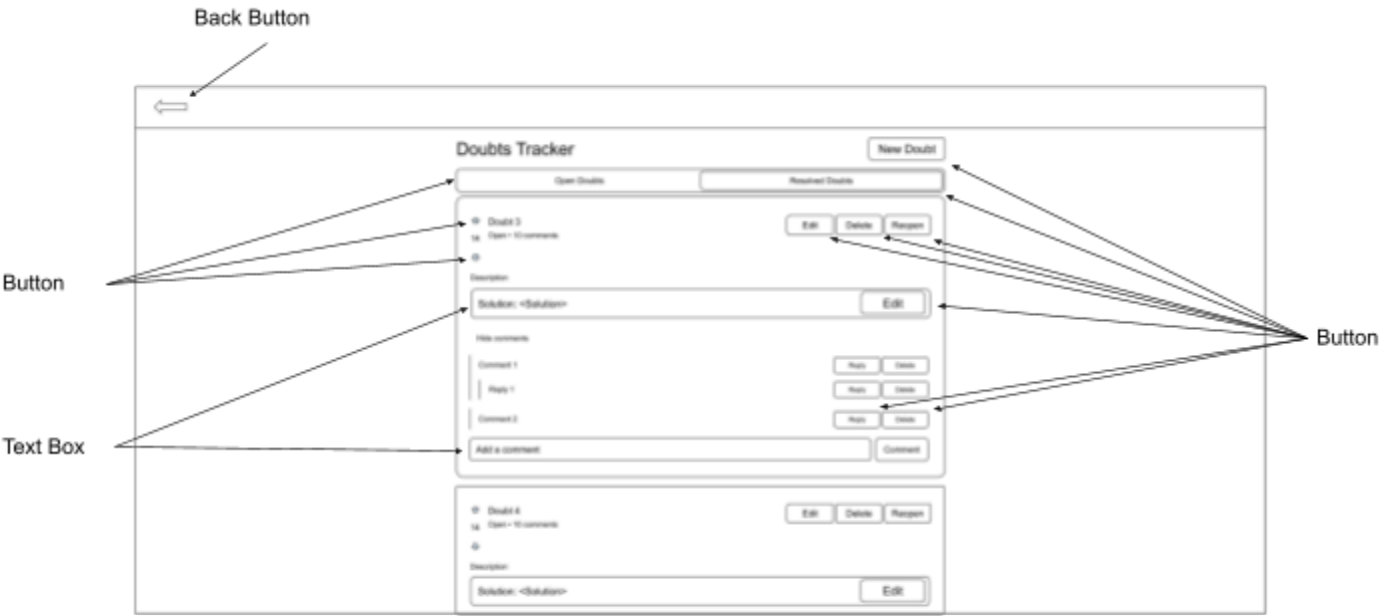 Back Button
Doubts Tracker New Doubt
Open Doubts Resolved Doubts
Doubt 3 Edit Delete Reopen
Open • 10 comments
Button
Description
Solution: <Solution> Edit
Button
Hide comments
Comment 1 Reply Delete
Reply 1 Reply Delete
Comment 2 Reply Delete
Text Box
Add a comment Comment
Doubt 4 Edit Delete Reopen
Open • 10 comments
Description
Solution: <Solution> Edit